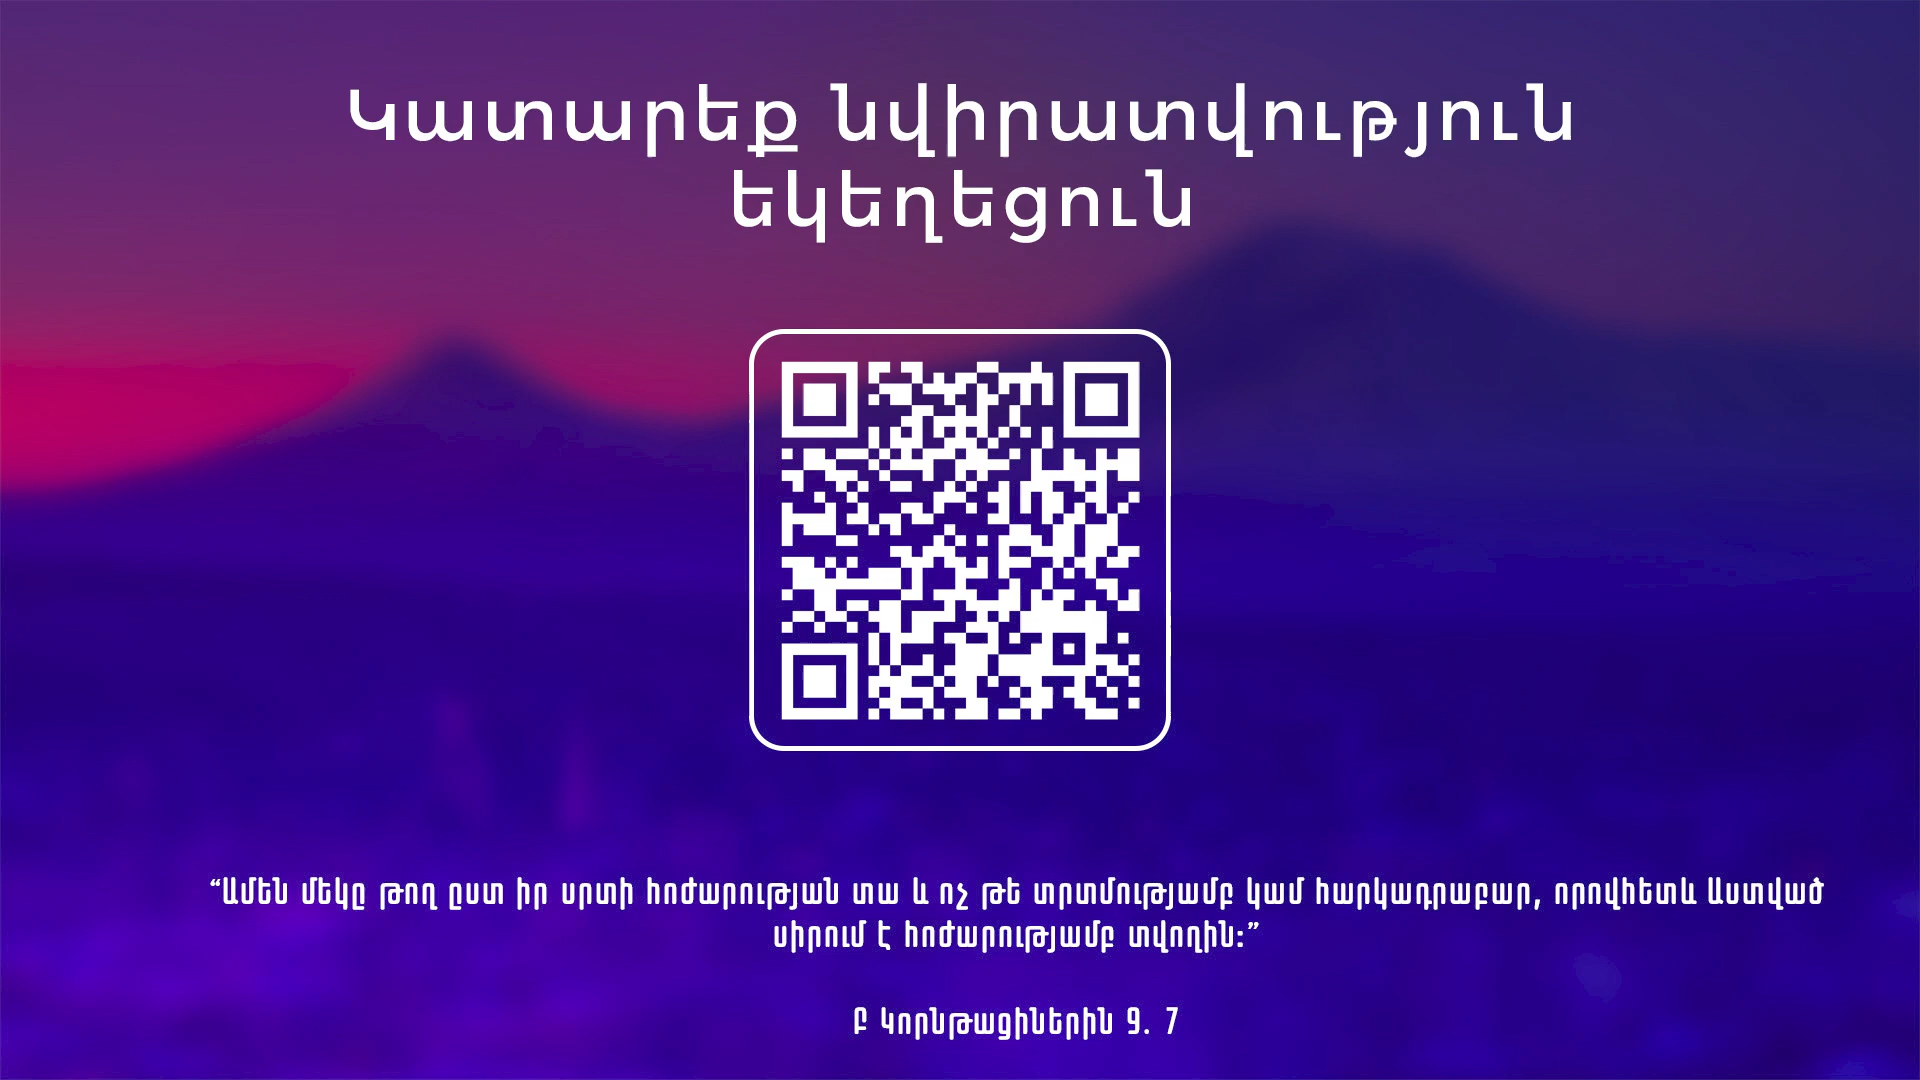 Կատարեք նվիրատվություն
եկեղեցուն
“Ամեն մեկը թող ըստ իր սրտի հոժարության տա և ոչ թե տրտմությամբ կամ հարկադրաբար, որովհետև Աստված
սիրում է հոժարությամբ տվողին:”
Բ Կորնթացիներին 9. 7